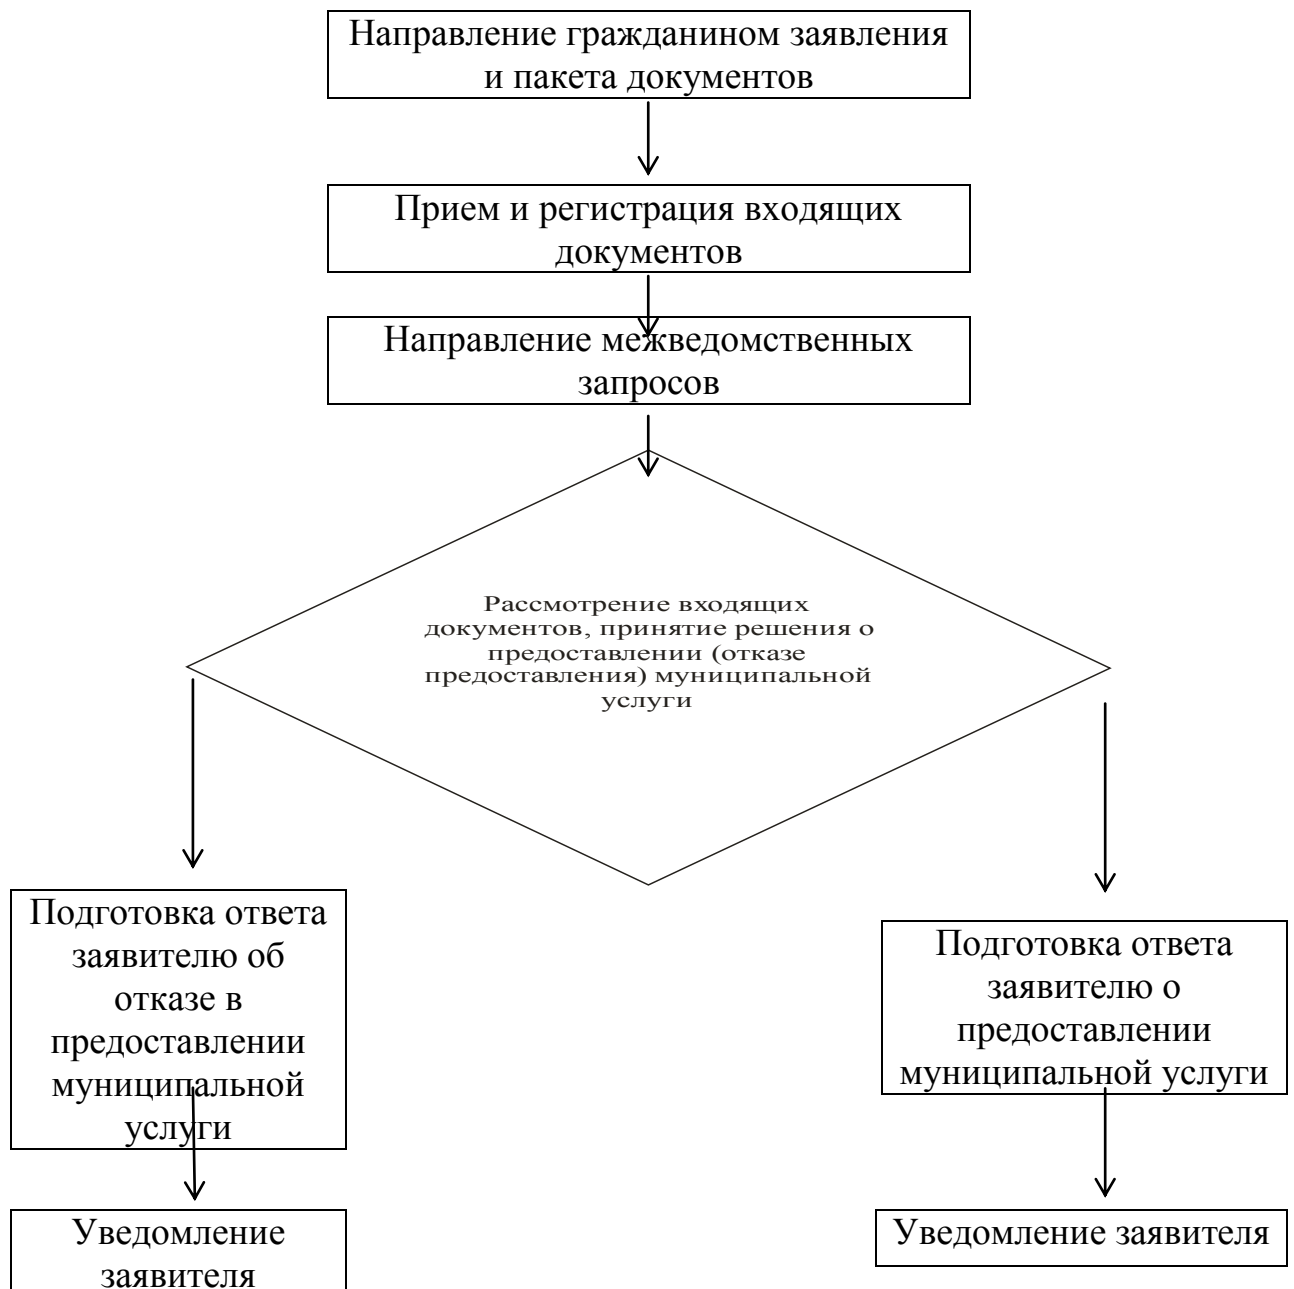 Направление гражданином заявления
и пакета документов
Прием и регистрация входящих
документов
Направление межведомственных
запросов
Рассмотрение входящих
документов, принятие решения о
предоставлении (отказе
предоставления) муниципальной
услуги
Подготовка ответа
заявителю об
отказе в
предоставлении
муниципальной
услуги
Подготовка ответа
заявителю о
предоставлении
муниципальной услуги
Уведомление
заявителя
Уведомление заявителя